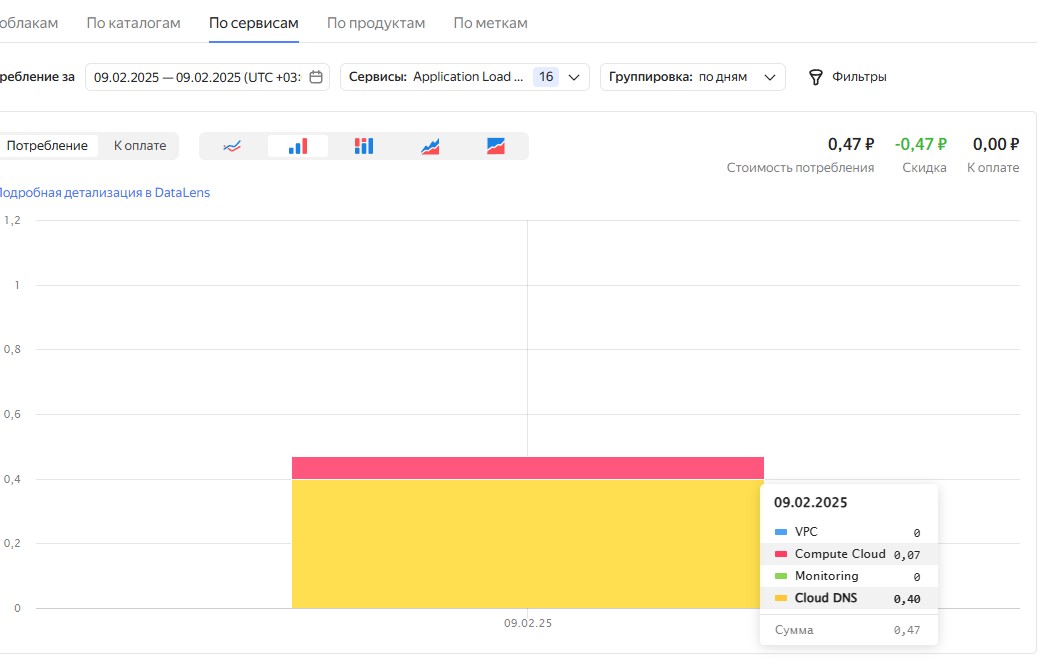 облакам По каталогам По сервисам По продуктам По меткам
ребление за 09.02.2025 — 09.02.2025 (UTC +03: Сервисы: Application Load ... 16 Группировка: по дням Фильтры
Потребление К оплате
0,47 ₽ -0,47 ₽ 0,00 ₽
Стоимость потребления Скидка К оплате
Подробная детализация в DataLens
1,2
1
0,8
0,6
0,4
0,2
0
09.02.25
09.02.2025
VPC 0
Compute Cloud 0,07
Monitoring 0
Cloud DNS 0,40
Сумма 0,47